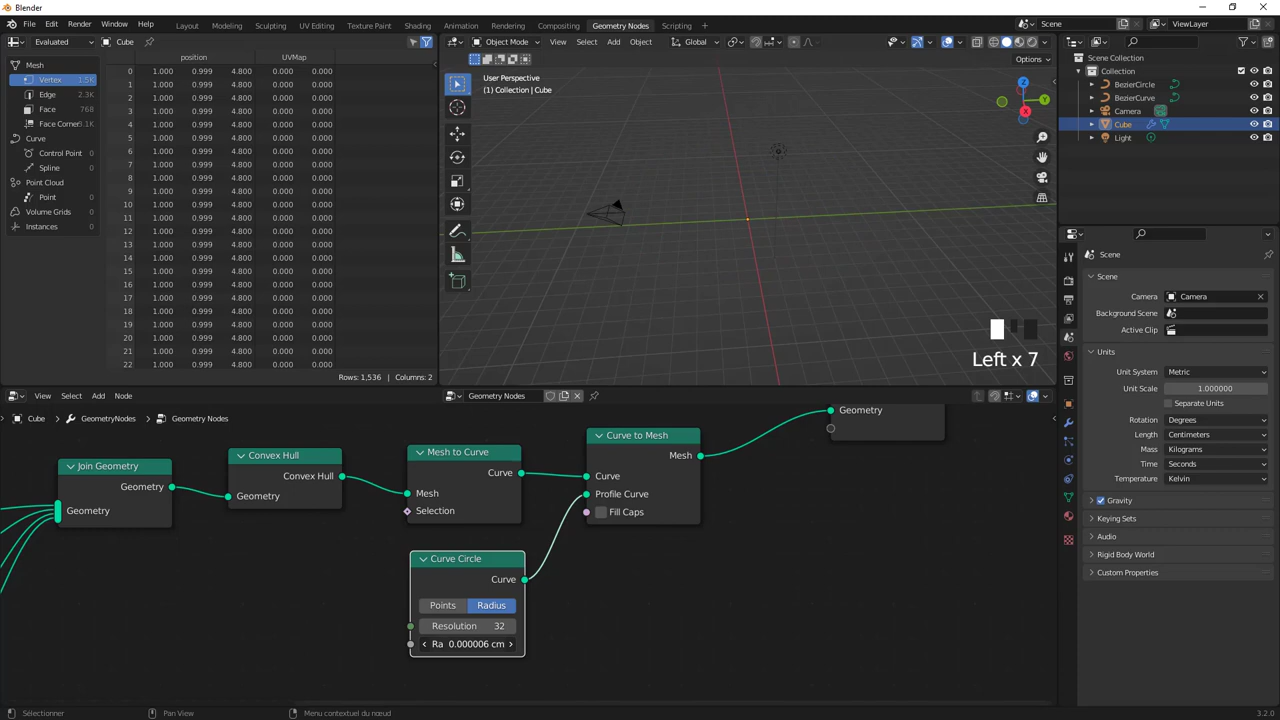 Blender
File Edit Render Window Help Layout Modeling Sculpting UV Editing Texture Paint Shading Animation Rendering Compositing Geometry Nodes Scripting + Scene ViewLayer
Evaluated Cube
Object Mode View Select Add Object Global
Options
position UVMap
Mesh
Vertex 1.5K
Edge 2.3K
Face 768
Face Corner 3.1K
Curve
Control Point 0
Spline 0
Point Cloud
Point 0
Volume Grids 0
Instances 0
0 1.000 0.999 4.800 0.000 0.000
1 1.000 0.999 4.800 0.000 0.000
2 1.000 0.999 4.800 0.000 0.000
3 1.000 0.999 4.800 0.000 0.000
4 1.000 0.999 4.800 0.000 0.000
5 1.000 0.999 4.800 0.000 0.000
6 1.000 0.999 4.800 0.000 0.000
7 1.000 0.999 4.800 0.000 0.000
8 1.000 0.999 4.800 0.000 0.000
9 1.000 0.999 4.800 0.000 0.000
10 1.000 0.999 4.800 0.000 0.000
11 1.000 0.999 4.800 0.000 0.000
12 1.000 0.999 4.800 0.000 0.000
13 1.000 0.999 4.800 0.000 0.000
14 1.000 0.999 4.800 0.000 0.000
15 1.000 0.999 4.800 0.000 0.000
16 1.000 0.999 4.800 0.000 0.000
17 1.000 0.999 4.800 0.000 0.000
18 1.000 0.999 4.800 0.000 0.000
19 1.000 0.999 4.800 0.000 0.000
20 1.000 0.999 4.800 0.000 0.000
21 1.000 0.999 4.800 0.000 0.000
22 1.000 0.999 4.800 0.000 0.000
Rows: 1,536 | Columns: 2
User Perspective
(1) Collection | Cube
Z
Y
X
Left x 7
Scene Collection
Collection
BezierCircle
BezierCurve
Camera
Cube
Light
Scene
Scene
Camera Camera
Background Scene
Active Clip
Units
Unit System Metric
Unit Scale 1.000000
Separate Units
Rotation Degrees
Length Centimeters
Mass Kilograms
Time Seconds
Temperature Kelvin
Gravity
Keying Sets
Audio
Rigid Body World
Custom Properties
View Select Add Node Geometry Nodes
Cube > GeometryNodes > Geometry Nodes
Join Geometry
Geometry
Geometry
Convex Hull
Convex Hull
Geometry
Mesh to Curve
Curve
Mesh
Selection
Curve to Mesh
Mesh
Curve
Profile Curve
Fill Caps
Geometry
Curve Circle
Curve
Points Radius
Resolution 32
Ra 0.000006 cm
Sélectionner Pan View Menu contextuel du nœud 3.2.0